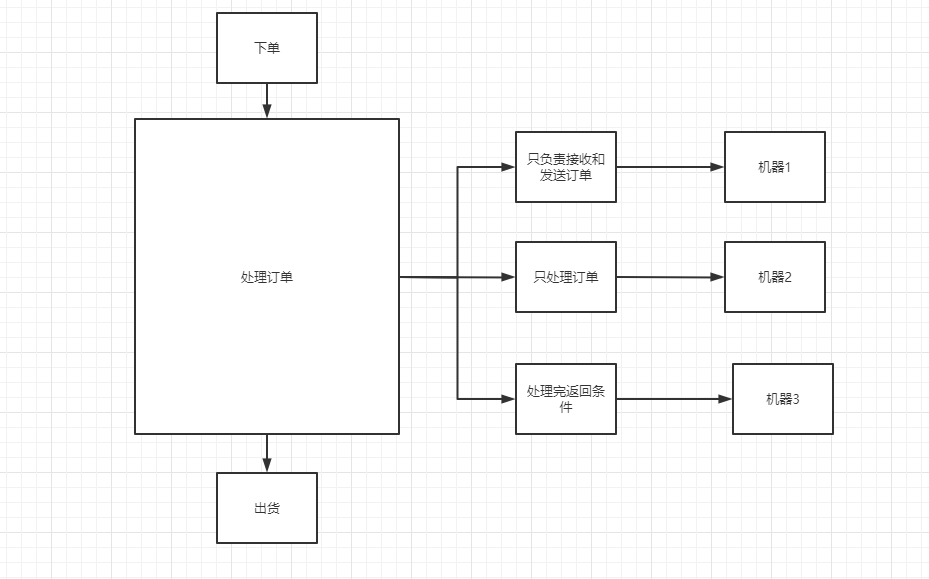 下单
处理订单
只负责接收和
发送订单
机器1
只处理订单
机器2
处理完返回条
件
机器3
出货